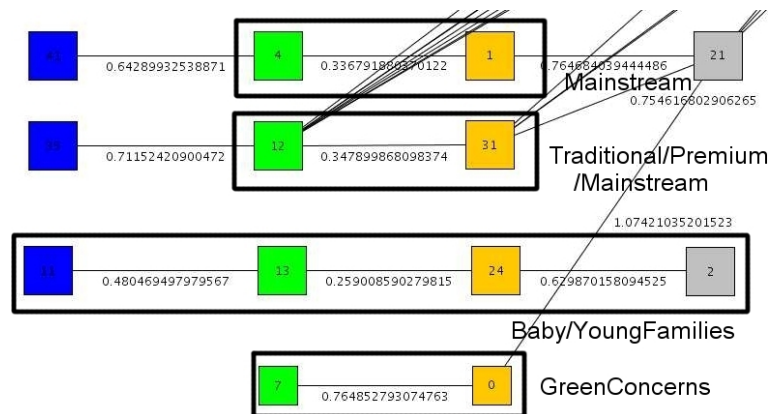 41 4 1 21
0.64289932538871 0.336791880370122 0.764684039444486
Mainstream
0.754616802906265
12 31
0.71152420900472 0.347899868098374
Traditional/Premium
/Mainstream
1.07421035201523
11 13 24 2
0.480469497979567 0.259008590279815 0.629870158094525
Baby/YoungFamilies
7 0
0.764852793074763
GreenConcerns